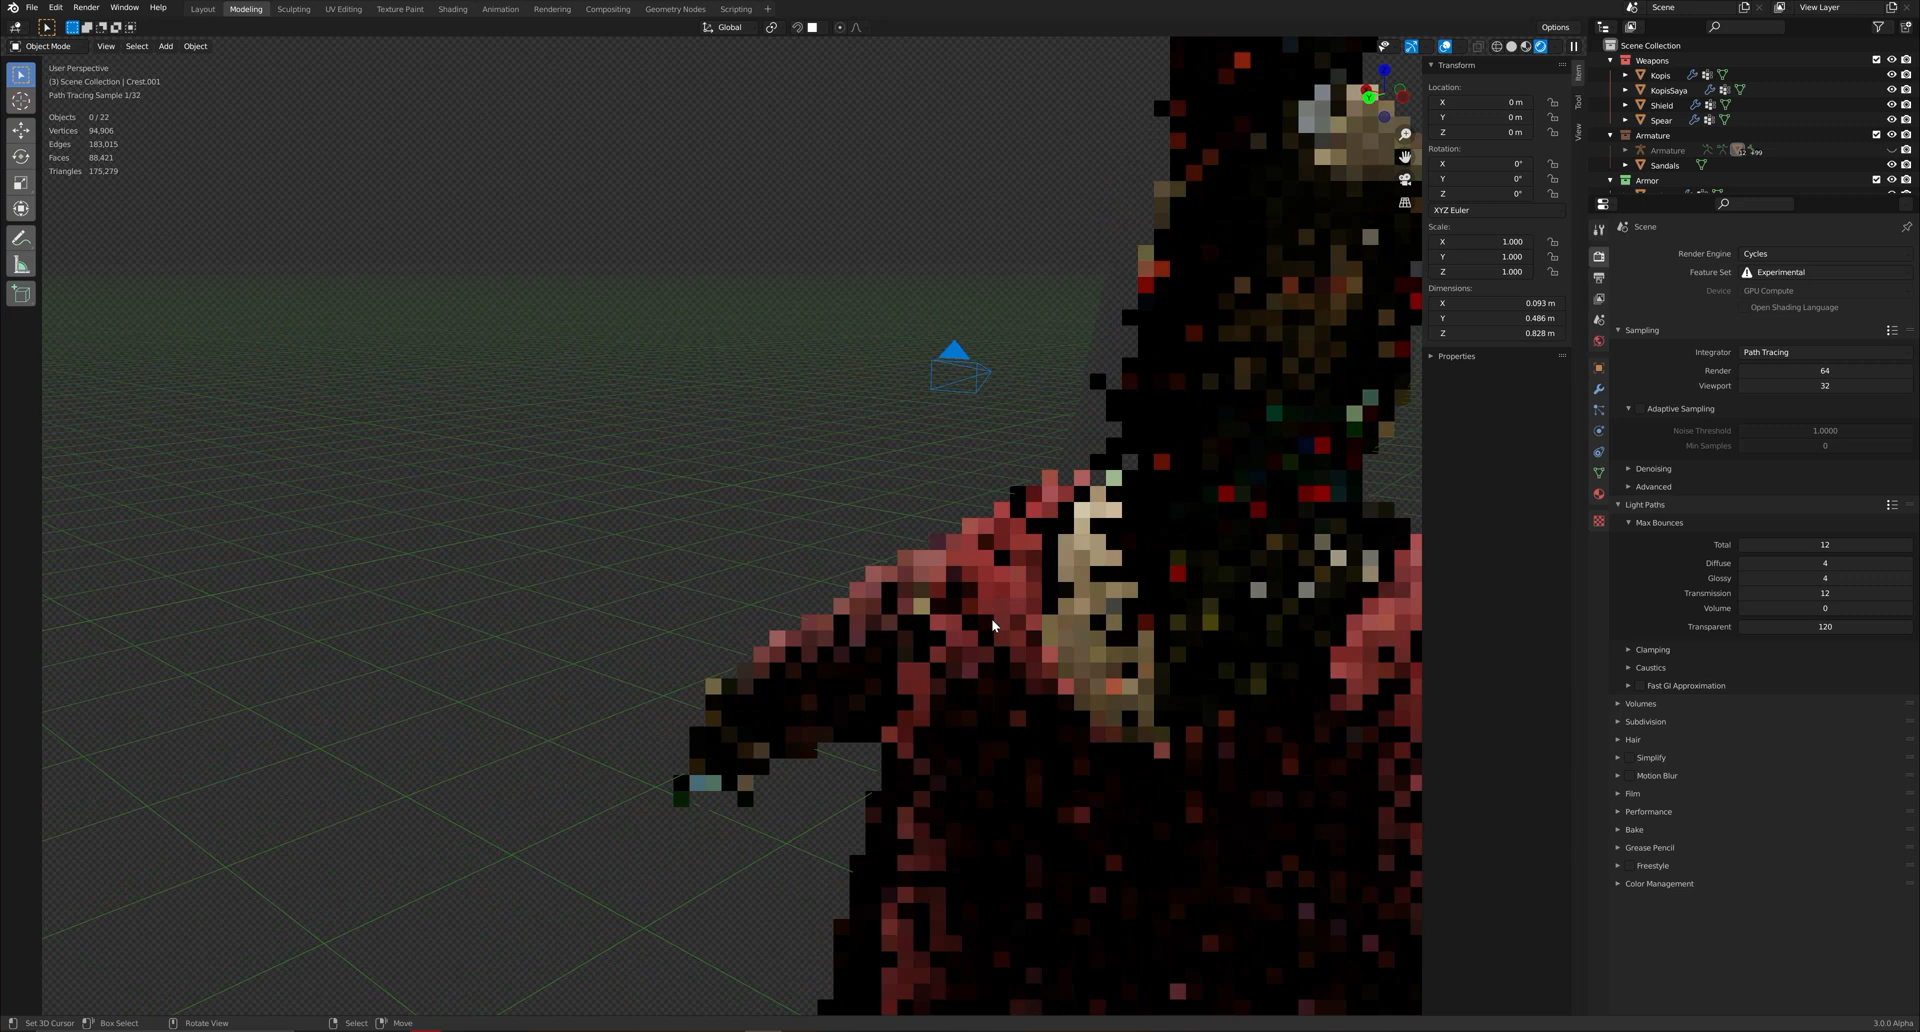 File Edit Render Window Help
Layout Modeling Sculpting UV Editing Texture Paint Shading Animation Rendering Compositing Geometry Nodes Scripting +
Scene
View Layer
Global
Options
Object Mode View Select Add Object
User Perspective
(3) Scene Collection | Crest.001
Path Tracing Sample 1/32
Objects 0 / 22
Vertices 94,906
Edges 183,015
Faces 88,421
Triangles 175,279
Transform
Location:
X 0 m
Y 0 m
Z 0 m
Rotation:
X 0°
Y 0°
Z 0°
XYZ Euler
Scale:
X 1.000
Y 1.000
Z 1.000
Dimensions:
X 0.093 m
Y 0.486 m
Z 0.828 m
Properties
Item
Tool
View
Scene Collection
Weapons
Kopis
KopisSaya
Shield
Spear
Armature
Armature 12 +99
Sandals
Armor
Scene
Render Engine Cycles
Feature Set Experimental
Device GPU Compute
Open Shading Language
Sampling
Integrator Path Tracing
Render 64
Viewport 32
Adaptive Sampling
Noise Threshold 1.0000
Min Samples 0
Denoising
Advanced
Light Paths
Max Bounces
Total 12
Diffuse 4
Glossy 4
Transmission 12
Volume 0
Transparent 120
Clamping
Caustics
Fast GI Approximation
Volumes
Subdivision
Hair
Simplify
Motion Blur
Film
Performance
Bake
Grease Pencil
Freestyle
Color Management
Set 3D Cursor Box Select Rotate View Select Move
3.0.0 Alpha